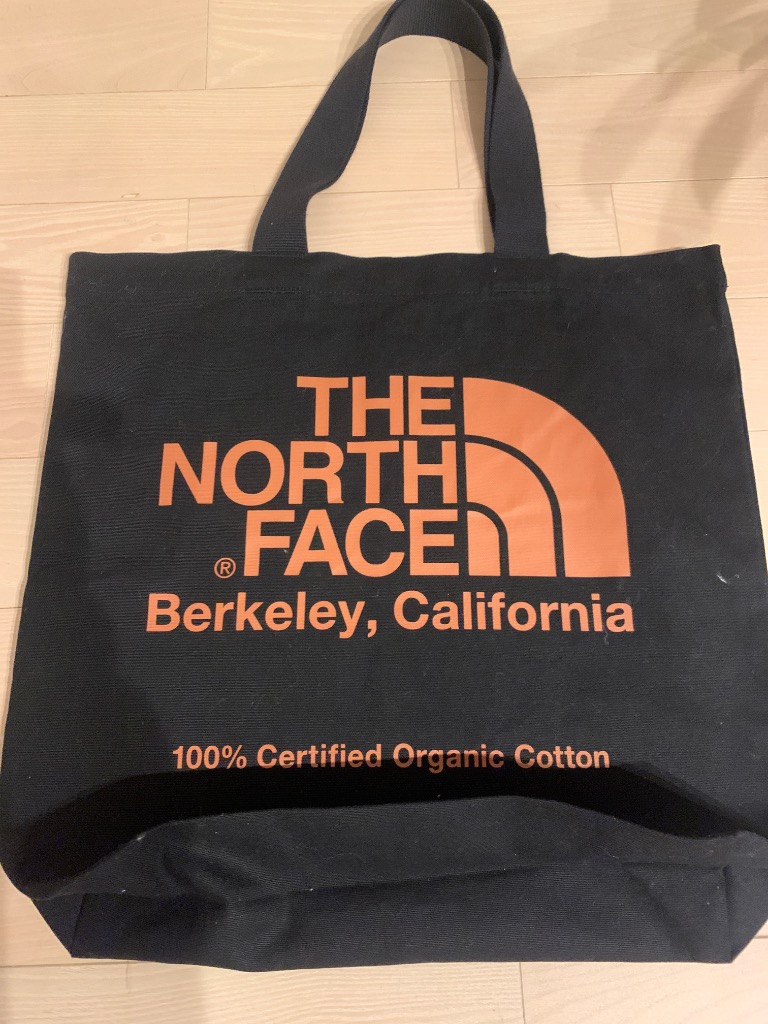 THE
NORTH
® FACE
Berkeley, California
100% Certified Organic Cotton